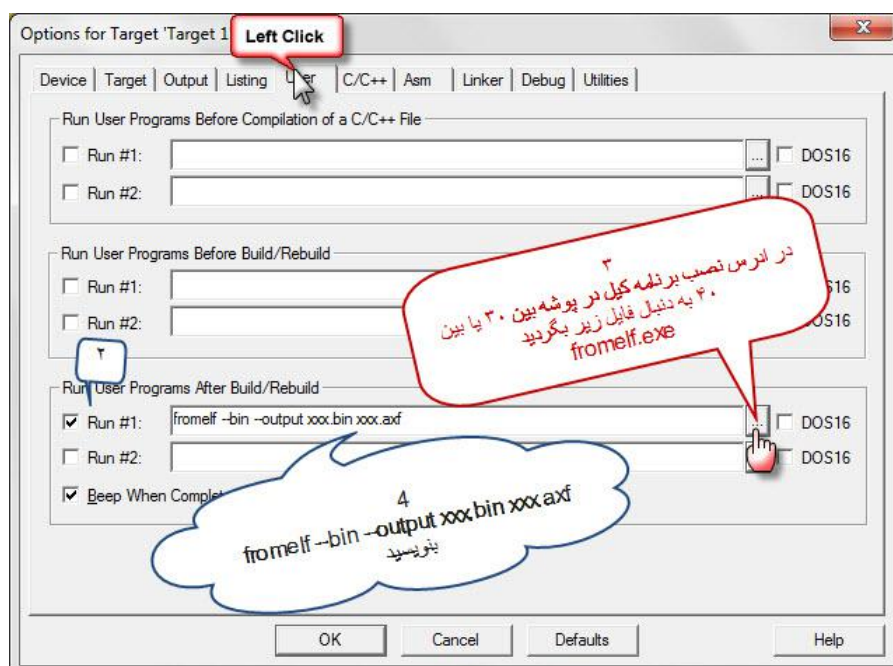 Options for Target 'Target 1
Left Click
Device Target Output Listing User C/C++ Asm Linker Debug Utilities
Run User Programs Before Compilation of a C/C++ File
Run #1: ... DOS16
Run #2: ... DOS16
Run User Programs Before Build/Rebuild
Run #1: S16
Run #2: OS16
۳
در ادرس نصب برنامه کیل در پوشه بین ۳۰ یا بین
۴۰ به دنبال فایل زیر بگردید
fromelf.exe
۲
Run User Programs After Build/Rebuild
Run #1: fromelf --bin --output xxx.bin xxx.axf ... DOS16
Run #2: DOS16
Beep When Comple
4
fromelf --bin --output xxx.bin xxx.axf
بنویسید
OK Cancel Defaults Help